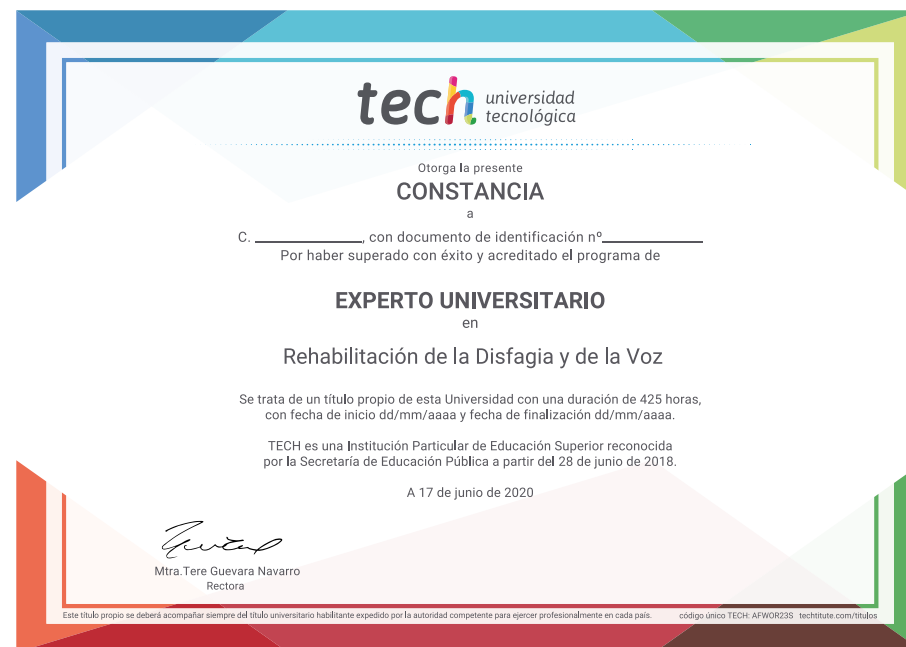 tech universidad
tecnológica
Otorga la presente
CONSTANCIA
a
C. ______________, con documento de identificación nº_____________
Por haber superado con éxito y acreditado el programa de
EXPERTO UNIVERSITARIO
en
Rehabilitación de la Disfagia y de la Voz
Se trata de un título propio de esta Universidad con una duración de 425 horas,
con fecha de inicio dd/mm/aaaa y fecha de finalización dd/mm/aaaa.
TECH es una Institución Particular de Educación Superior reconocida
por la Secretaría de Educación Pública a partir del 28 de junio de 2018.
A 17 de junio de 2020
Mtra.Tere Guevara Navarro
Rectora
Este título propio se deberá acompañar siempre del título universitario habilitante expedido por la autoridad competente para ejercer profesionalmente en cada país. código único TECH: AFWOR23S techtitute.com/títulos